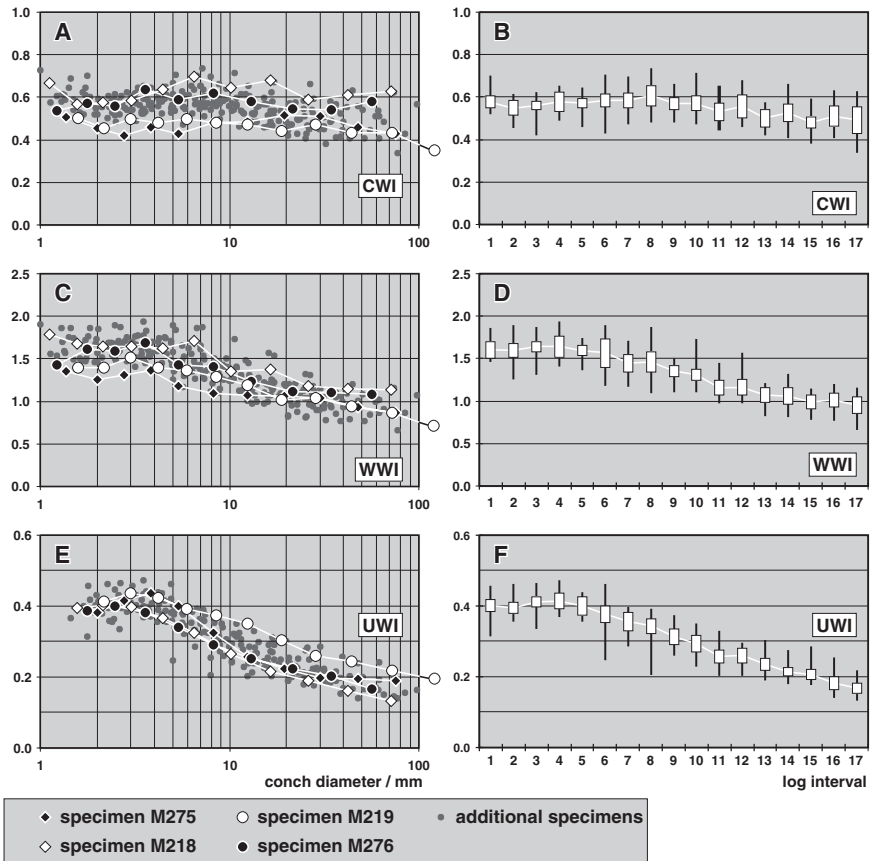 A
1.0
0.8
0.6
0.4
0.2
0.0
1 10 100
CWI
B
1.0
0.8
0.6
0.4
0.2
0.0
1 2 3 4 5 6 7 8 9 10 11 12 13 14 15 16 17
CWI
C
2.5
2.0
1.5
1.0
0.5
0.0
1 10 100
WWI
D
2.5
2.0
1.5
1.0
0.5
0.0
1 2 3 4 5 6 7 8 9 10 11 12 13 14 15 16 17
WWI
E
0.6
0.4
0.2
0.0
1 10 100
UWI
conch diameter / mm
F
0.6
0.4
0.2
0.0
1 2 3 4 5 6 7 8 9 10 11 12 13 14 15 16 17
UWI
log interval
specimen M275 specimen M219 additional specimens
specimen M218 specimen M276